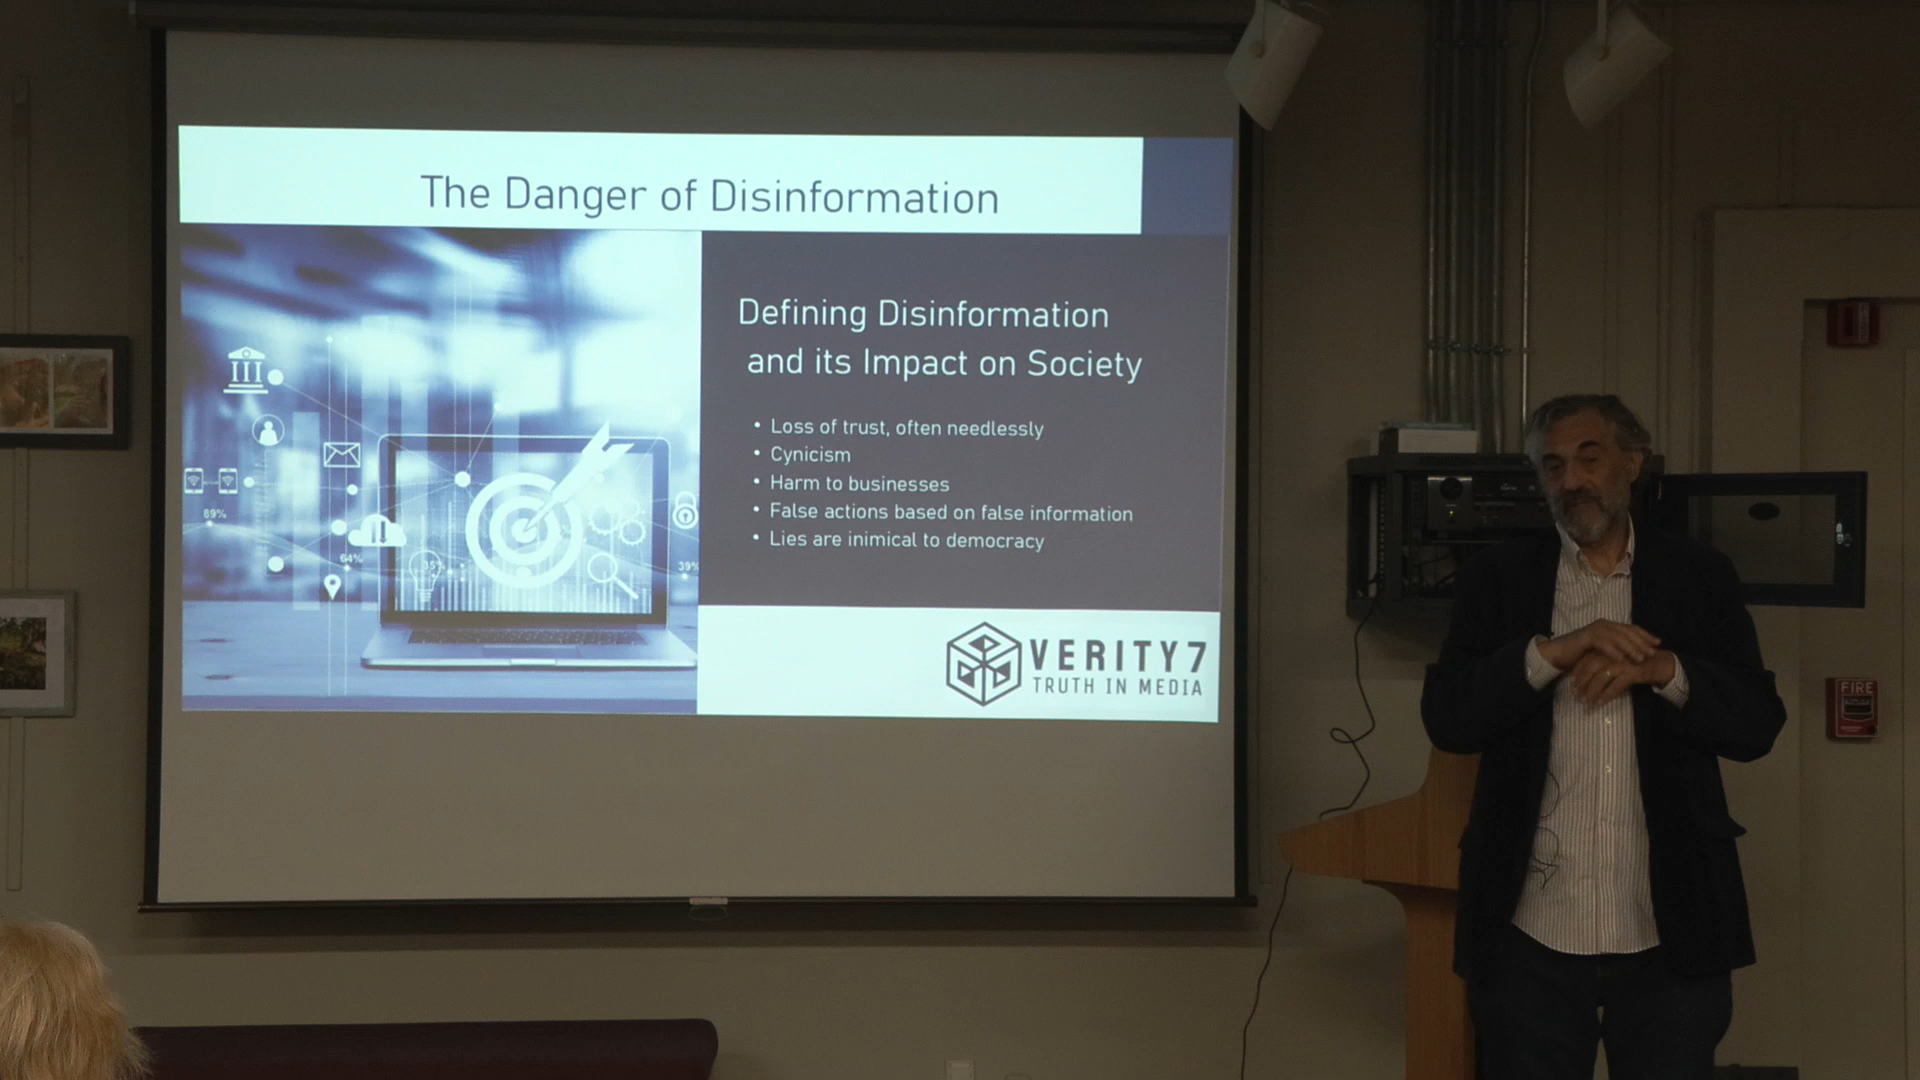 The Danger of Disinformation
Defining Disinformation
and its Impact on Society
• Loss of trust, often needlessly
• Cynicism
• Harm to businesses
• False actions based on false information
• Lies are inimical to democracy
89%
64%
35%
39%
VERITY7
TRUTH IN MEDIA
FIRE